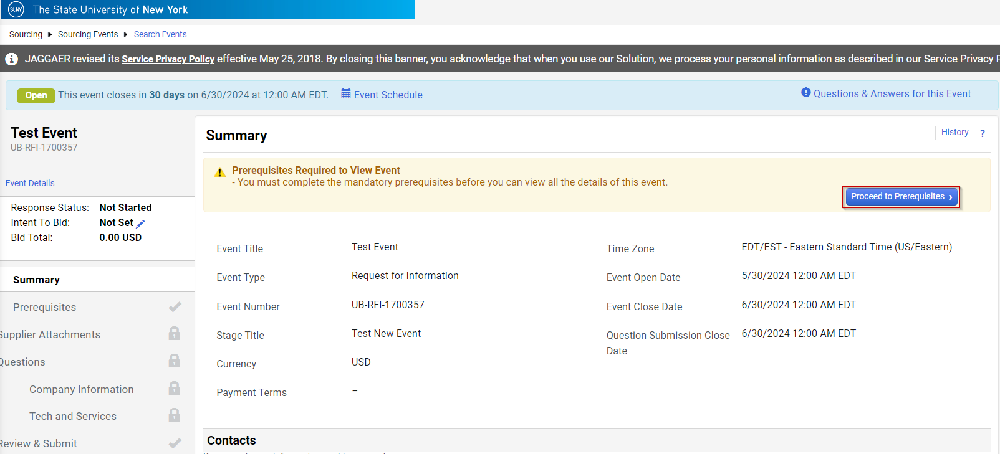 SUNY The State University of New York
Sourcing Sourcing Events Search Events
JAGGAER revised its Service Privacy Policy effective May 25, 2018. By closing this banner, you acknowledge that when you use our Solution, we process your personal information as described in our Service Privacy
Open This event closes in 30 days on 6/30/2024 at 12:00 AM EDT. Event Schedule Questions & Answers for this Event
Test Event
UB-RFI-1700357
Event Details
Response Status: Not Started
Intent To Bid: Not Set
Bid Total: 0.00 USD
Summary
Prerequisites
Supplier Attachments
Questions
Company Information
Tech and Services
Review & Submit
Summary
History ?
Prerequisites Required to View Event
- You must complete the mandatory prerequisites before you can view all the details of this event.
Proceed to Prerequisites ›
Event Title Test Event
Event Type Request for Information
Event Number UB-RFI-1700357
Stage Title Test New Event
Currency USD
Payment Terms –
Time Zone EDT/EST - Eastern Standard Time (US/Eastern)
Event Open Date 5/30/2024 12:00 AM EDT
Event Close Date 6/30/2024 12:00 AM EDT
Question Submission Close 6/30/2024 12:00 AM EDT
Date
Contacts